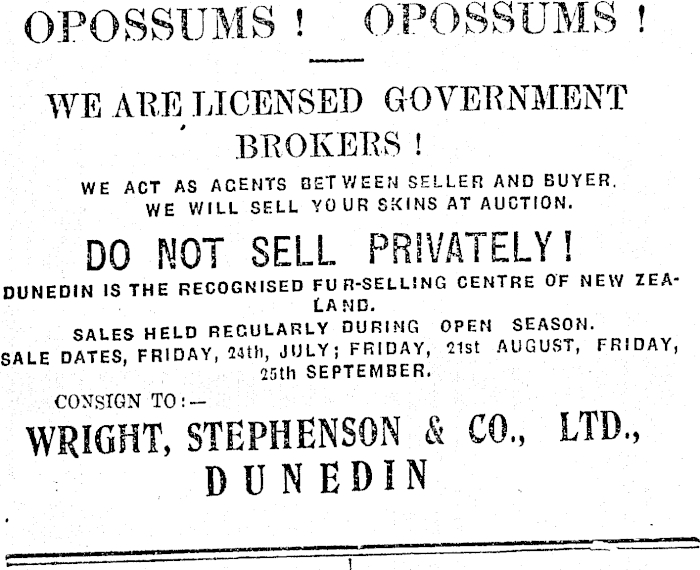 OPOSSUMS ! OPOSSUMS !
WE ARE LICENSED GOVERNMENT
BROKERS !
WE ACT AS AGENTS BETWEEN SELLER AND BUYER.
WE WILL SELL YOUR SKINS AT AUCTION.
DO NOT SELL PRIVATELY!
DUNEDIN IS THE RECOGNISED FUR-SELLING CENTRE OF NEW ZEA-
LAND.
SALES HELD REGULARLY DURING OPEN SEASON.
SALE DATES, FRIDAY, 24th, JULY; FRIDAY, 21st AUGUST, FRIDAY,
25th SEPTEMBER.
CONSIGN TO:—
WRIGHT, STEPHENSON & CO., LTD.,
DUNEDIN